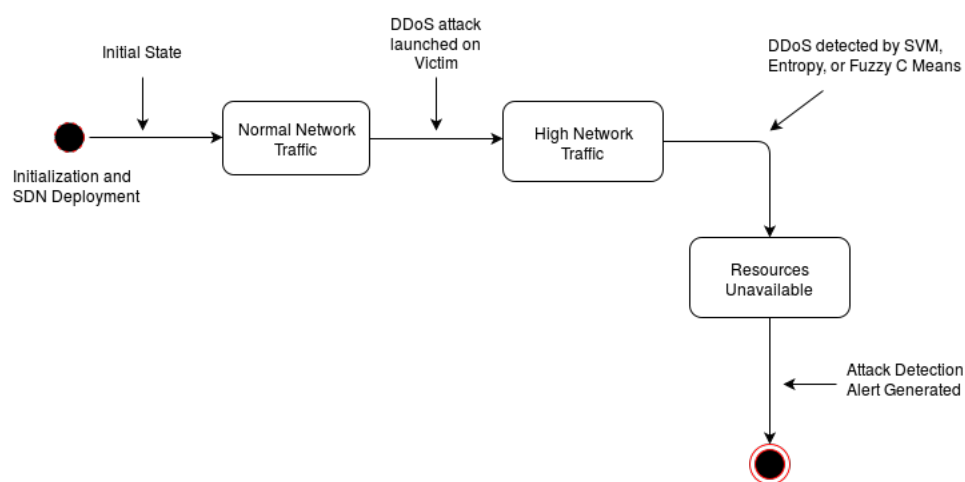 Initial State
DDoS attack
launched on
Victim
DDoS detected by SVM,
Entropy, or Fuzzy C Means
Initialization and
SDN Deployment
Normal Network
Traffic
High Network
Traffic
Resources
Unavailable
Attack Detection
Alert Generated